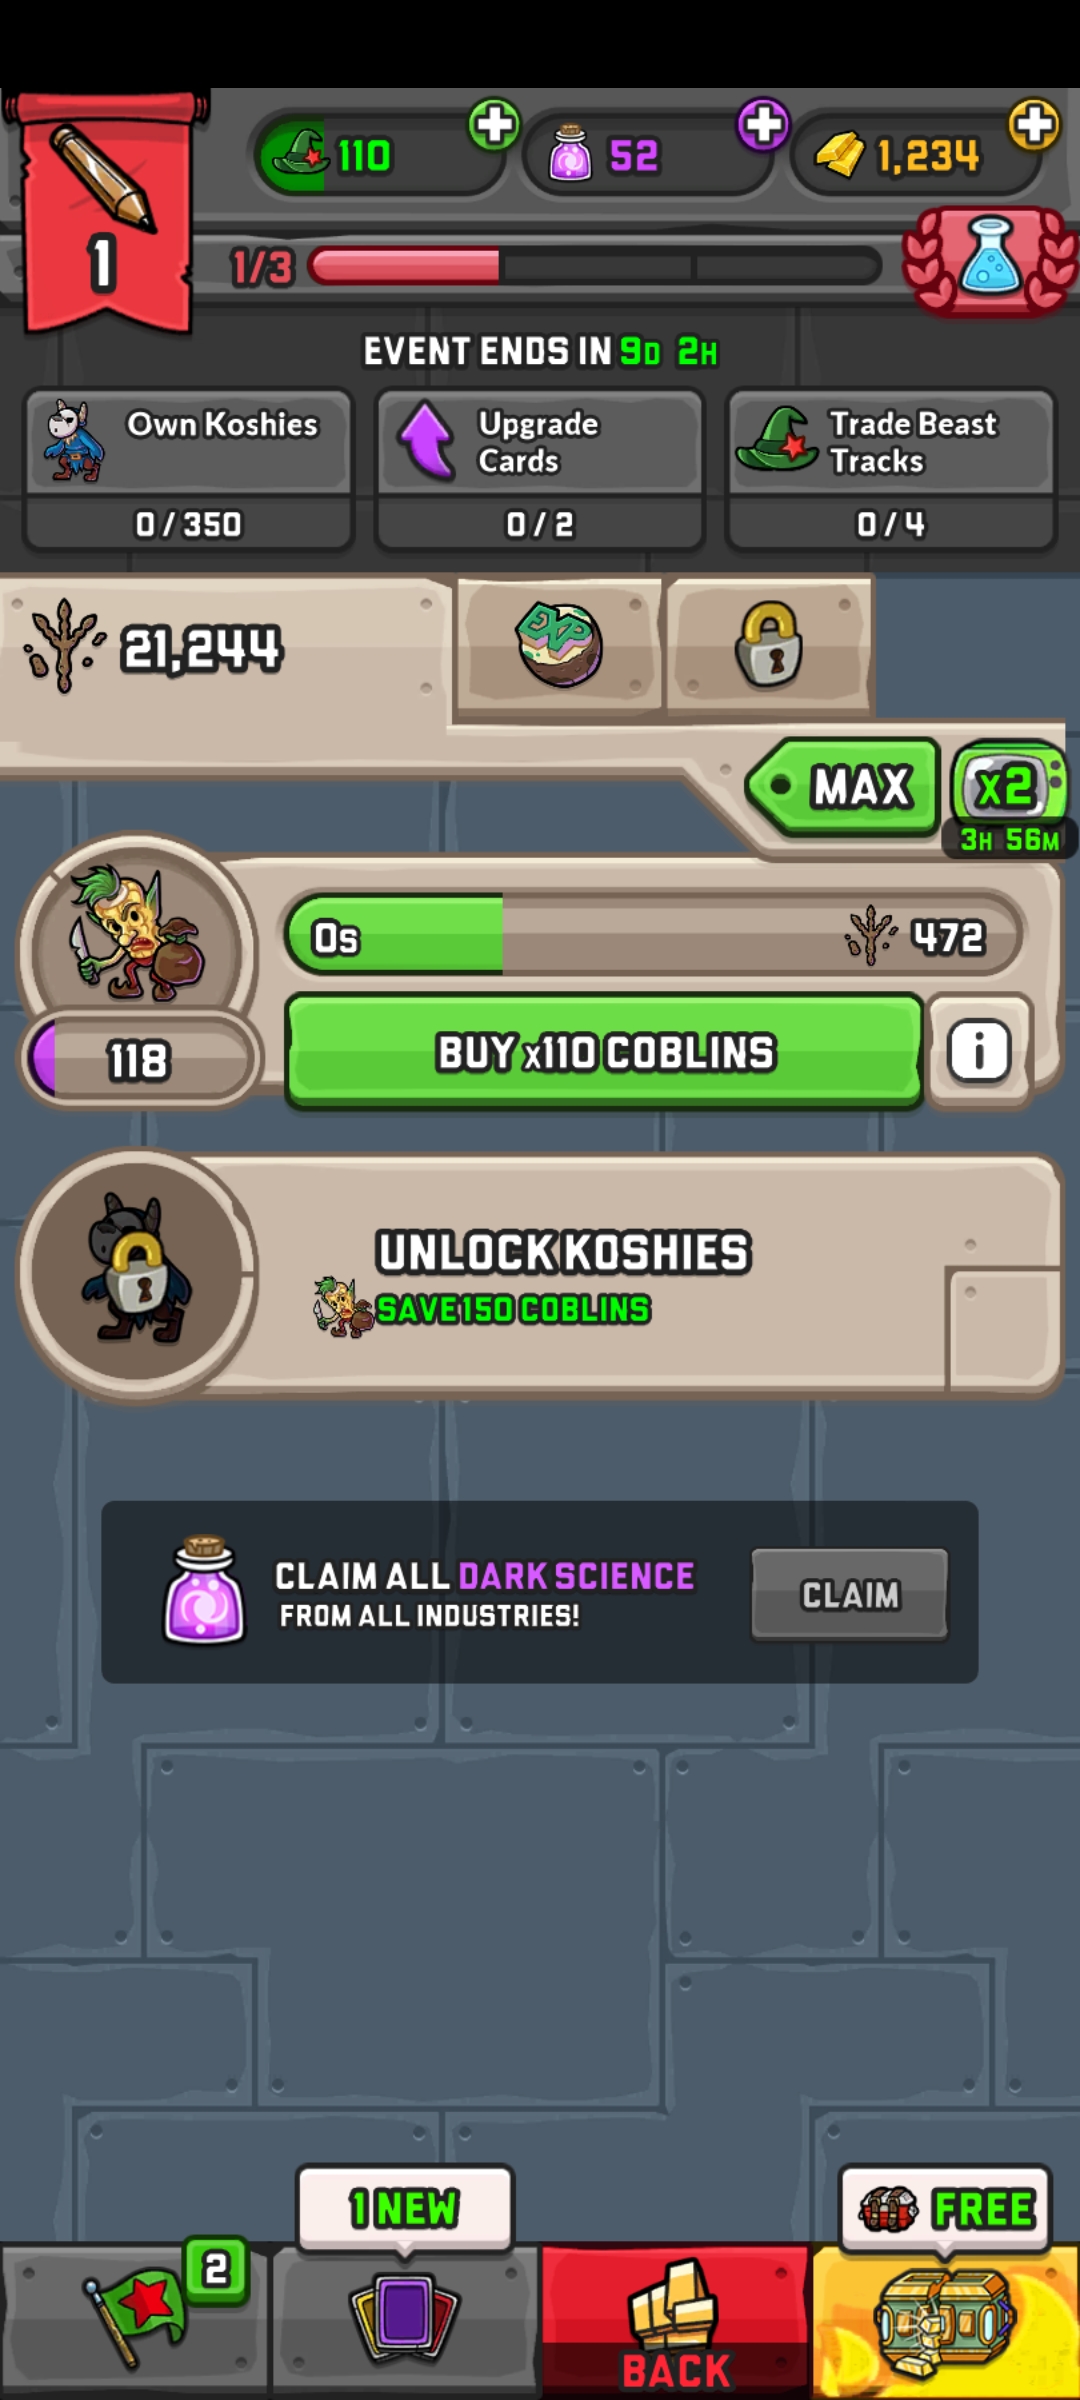 110
52
1,234
1
1/3
EVENT ENDS IN 9D 2H
Own Koshies
0 / 350
Upgrade
Cards
0 / 2
Trade Beast
Tracks
0 / 4
21,244
EXP
MAX
x2
3H 56M
0s
472
118
BUY x110 COBLINS
i
UNLOCK KOSHIES
SAVE 150 COBLINS
CLAIM ALL DARK SCIENCE
FROM ALL INDUSTRIES!
CLAIM
1 NEW
FREE
2
BACK